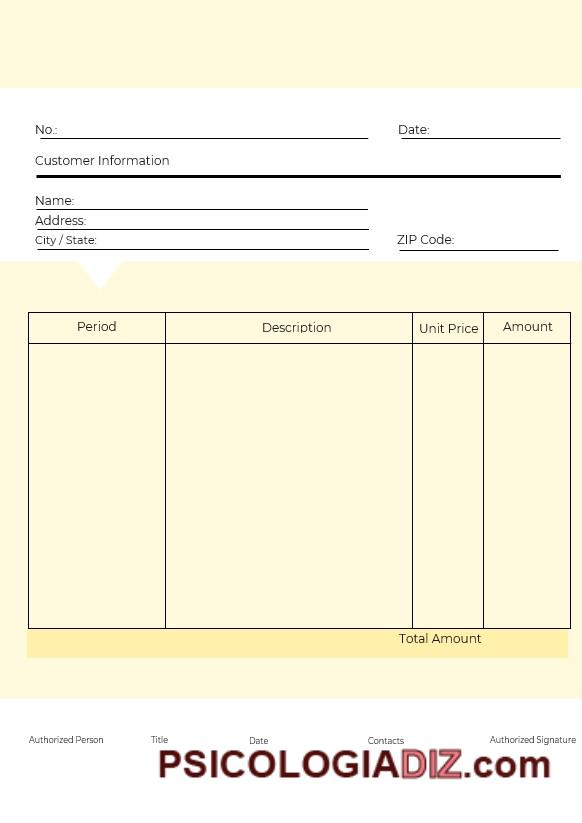 No.: Date:
Customer Information
Name:
Address:
City / State: ZIP Code:
Period Description Unit Price Amount
Total Amount
Authorized Person Title Date Contacts Authorized Signature
PSICOLOGIADIZ.com